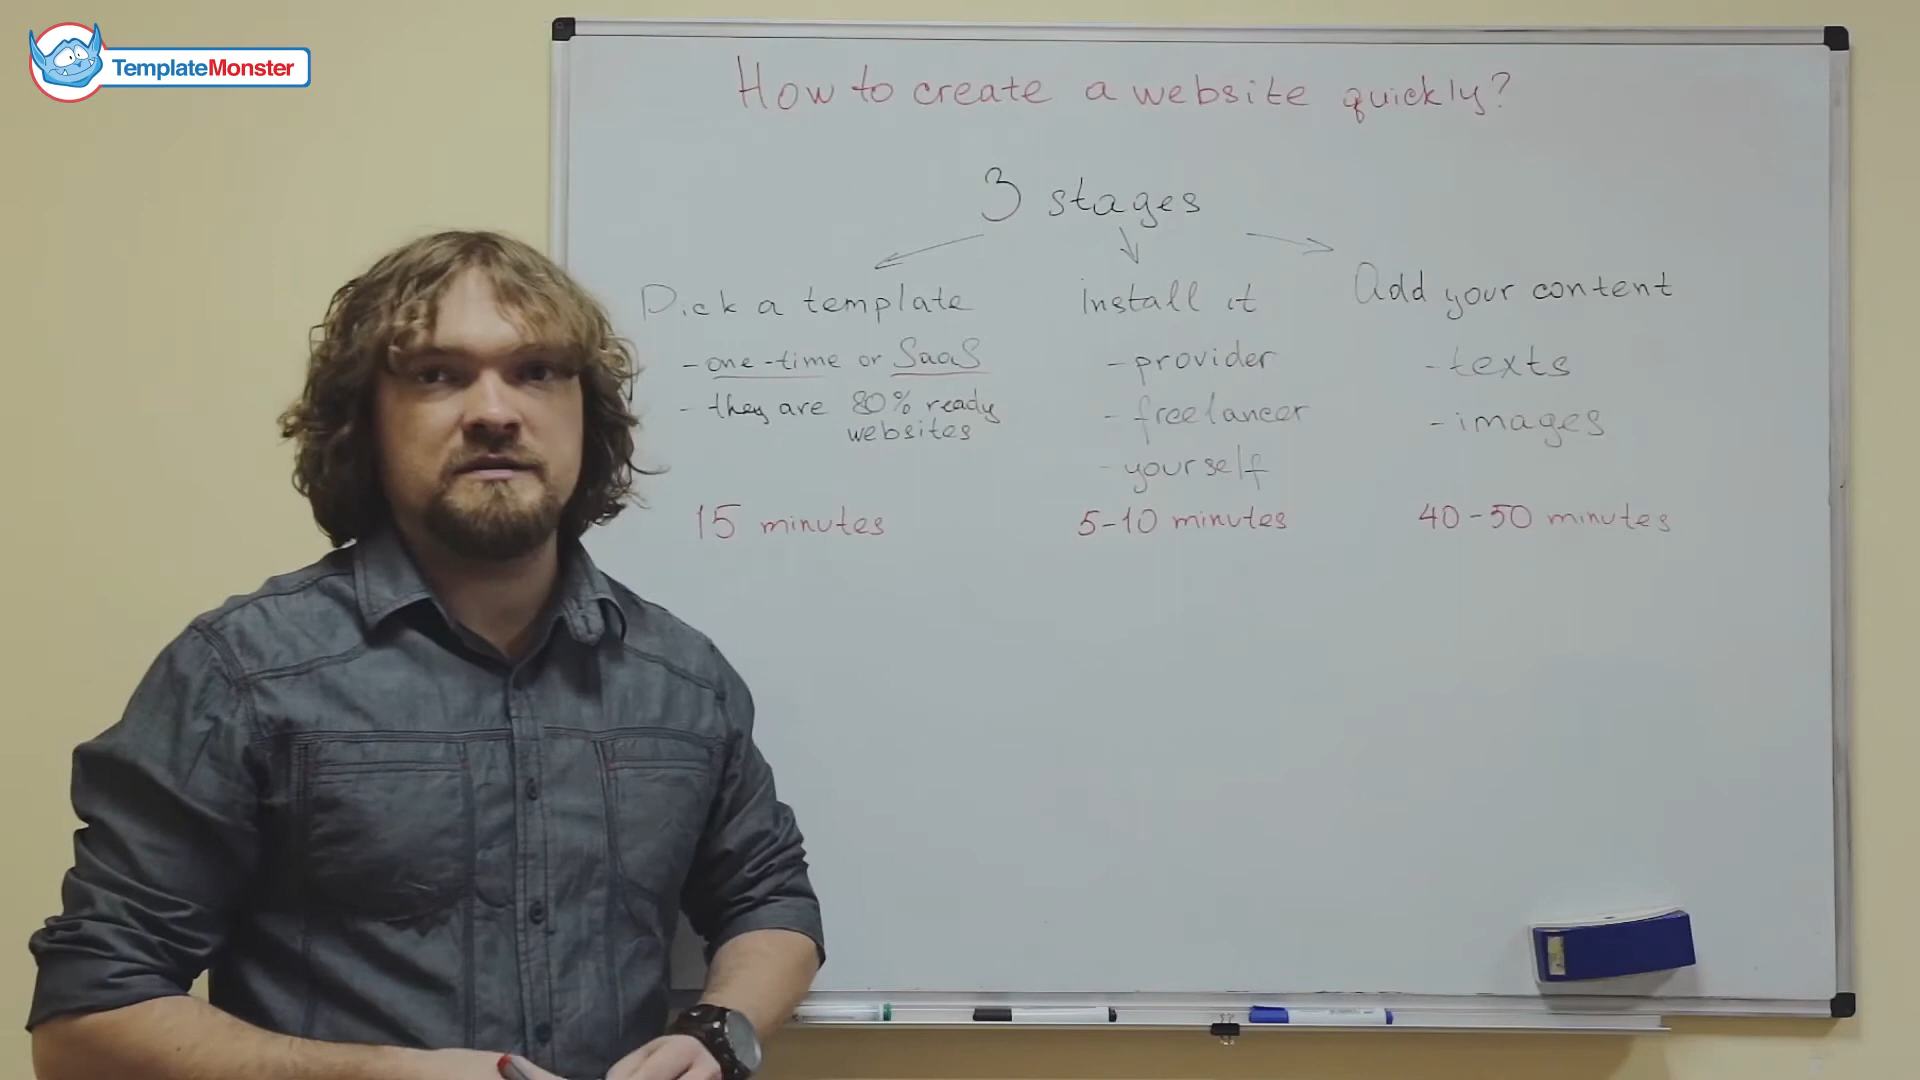 TemplateMonster
How to create a website quickly?
3 stages
Pick a template
- one-time or SaaS
- they are 80% ready
websites
15 minutes
install it
- provider
- freelancer
- yourself
5-10 minutes
Add your content
- texts
- images
40-50 minutes